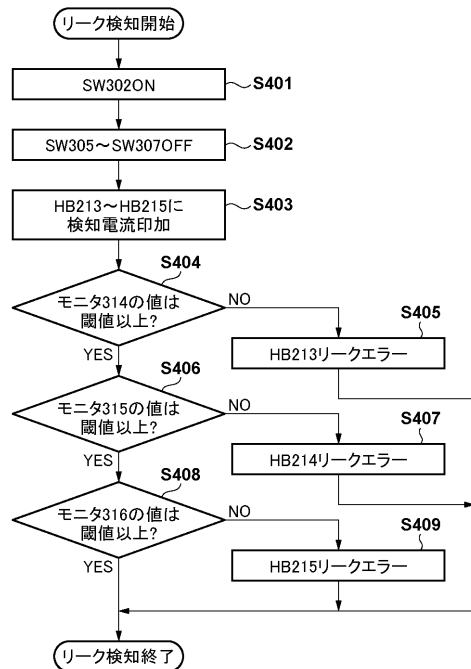 リーク検知開始
SW302ON
S401
SW305～SW307OFF
S402
HB213～HB215に
検知電流印加
S403
S404
モニタ314の値は
閾値以上?
NO
YES
S405
HB213リークエラー
S406
モニタ315の値は
閾値以上?
NO
YES
S407
HB214リークエラー
S408
モニタ316の値は
閾値以上?
NO
YES
S409
HB215リークエラー
リーク検知終了